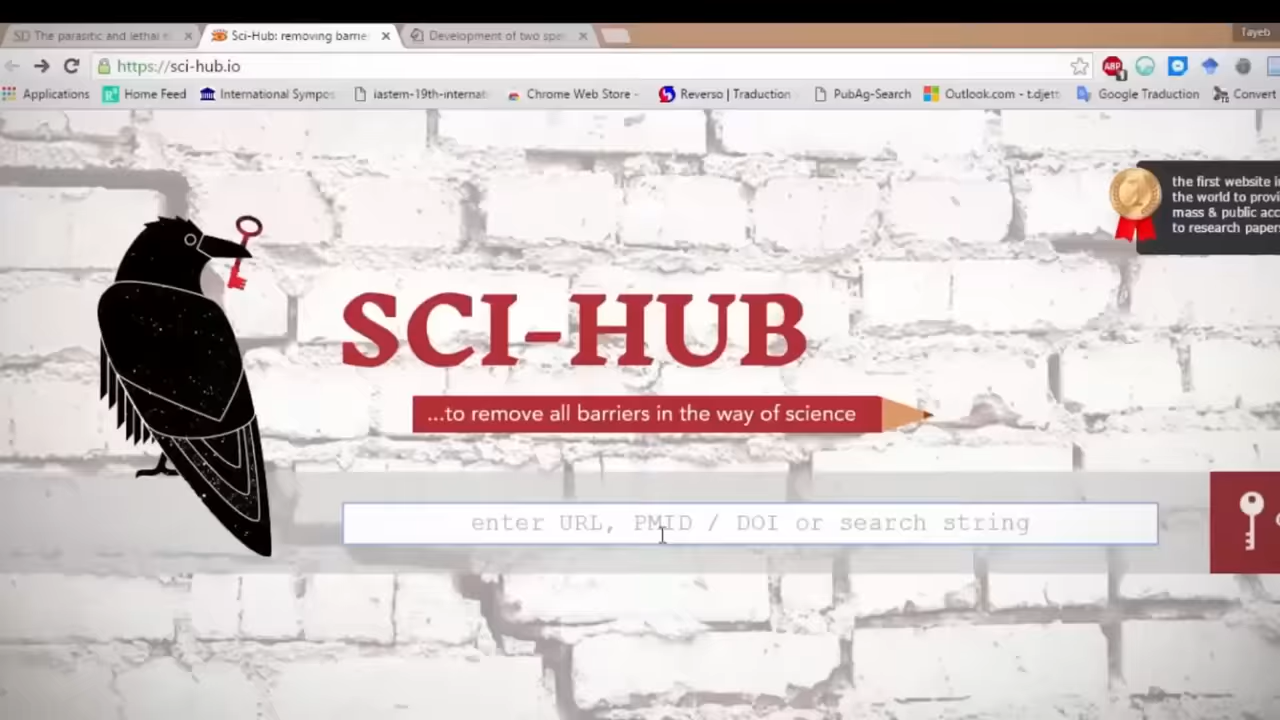 SD The parasitic and lethal
Sci-Hub: removing barrie
Development of two spe
Tayeb
https://sci-hub.io
ABP
Applications
Home Feed
International Sympos
iastem-19th-internat
Chrome Web Store -
Reverso | Traduction
PubAg-Search
Outlook.com - t.djett
Google Traduction
Convert
the first website i
the world to provi
mass & public acc
to research papers
SCI-HUB
...to remove all barriers in the way of science
enter URL, PMID / DOI or search string